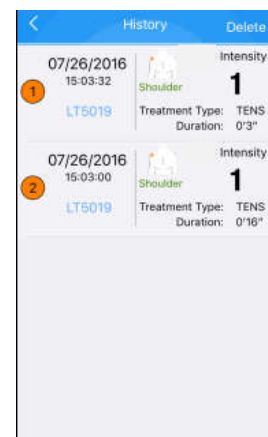 History Delete
1
07/26/2016
15:03:32
LT5019
Shoulder
Intensity
1
Treatment Type: TENS
Duration: 0'3"
2
07/26/2016
15:03:00
LT5019
Shoulder
Intensity
1
Treatment Type: TENS
Duration: 0'16"